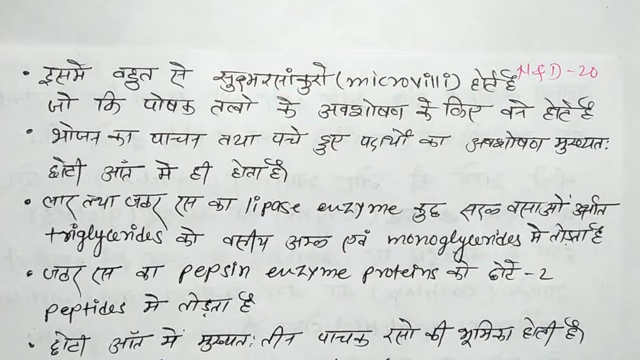 • इसमें बहुत से सुक्ष्मरसांकुरो (microvilli) होते है N&D-20
जो कि पोषक तत्वो के अवशोषण के लिए बने होते है
• भोजन का पाचन तथा पचे हुए पदार्थो का अवशोषण मुख्यतः
छोटी आँत मे ही होता है।
• लार तथा जठर रस का lipase enzyme कुछ सरल वसाओं अर्थात
triglycerides को वसीय अम्ल एवं monoglycerides मे तोड़ता है
• जठर रस का pepsin enzyme proteins को छोटे-2
peptides मे तोड़ता है
• छोटी आँत में मुख्यतः तीन पाचक रसो की भूमिका होती है।